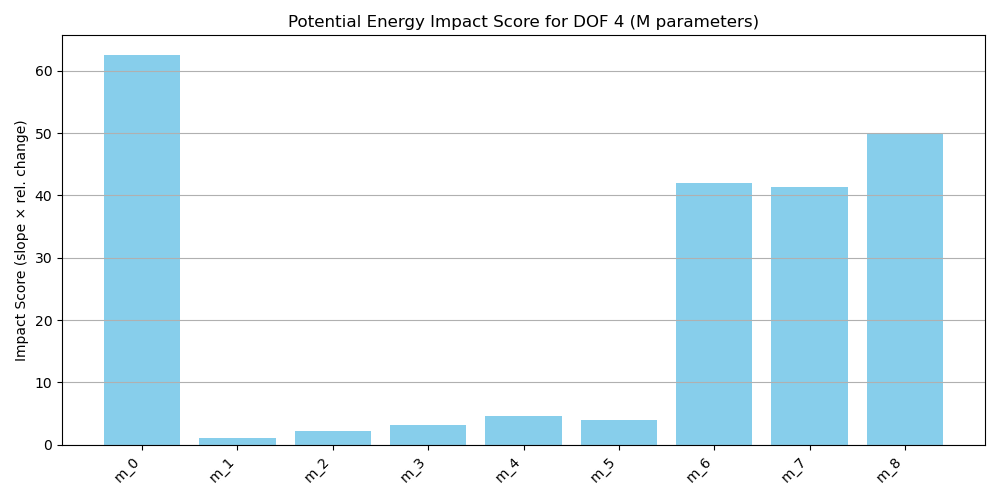 Potential Energy Impact Score for DOF 4 (M parameters)
Impact Score (slope × rel. change)
60
50
40
30
20
10
0
m_0
m_1
m_2
m_3
m_4
m_5
m_6
m_7
m_8